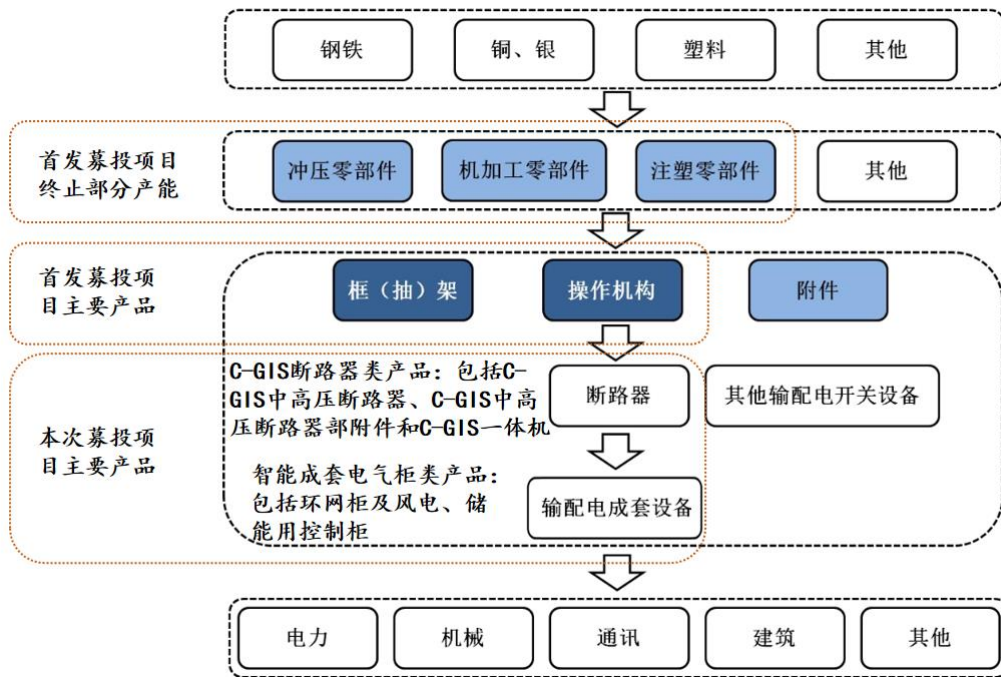 钢铁
铜、银
塑料
其他
首发募投项目
终止部分产能
冲压零部件
机加工零部件
注塑零部件
其他
首发募投项
目主要产品
框（抽）架
操作机构
附件
本次募投项
目主要产品
C-GIS断路器类产品：包括C-
GIS中高压断路器、C-GIS中高
压断路器部附件和C-GIS一体机
断路器
其他输配电开关设备
智能成套电气柜类产品：
包括环网柜及风电、储
能用控制柜
输配电成套设备
电力
机械
通讯
建筑
其他